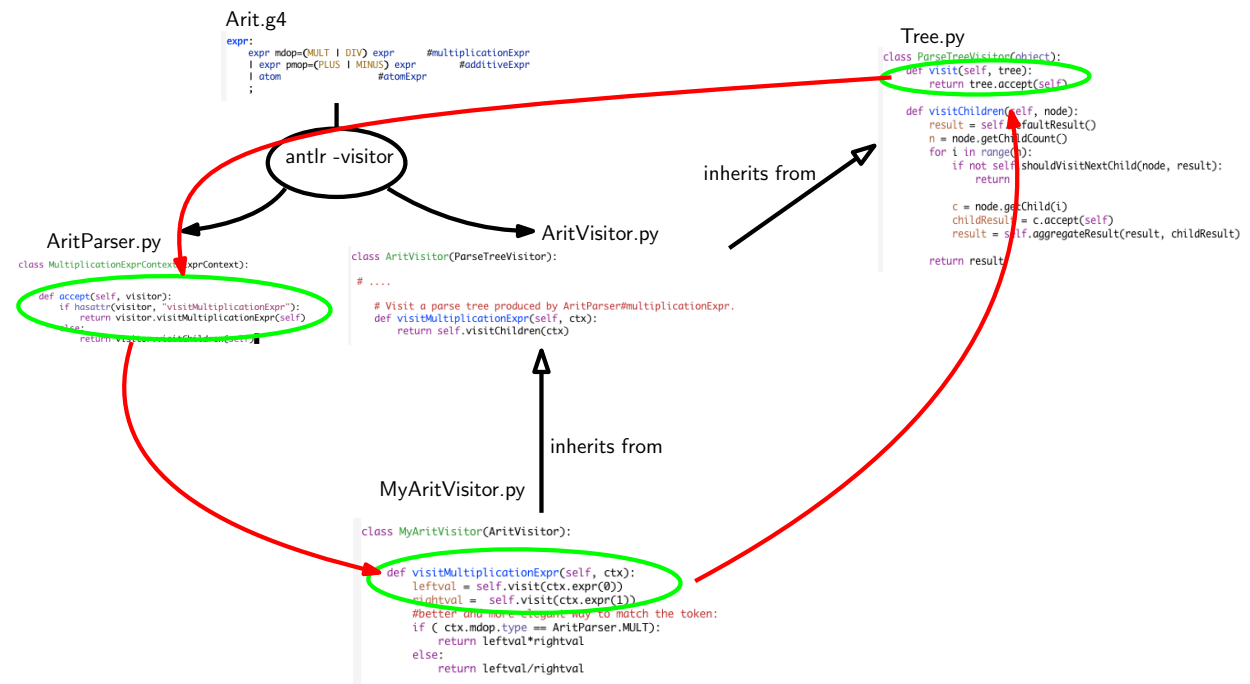 Arit.g4
expr:
expr mdop=(MULT | DIV) expr #multiplicationExpr
| expr pmop=(PLUS | MINUS) expr #additiveExpr
| atom #atomExpr
;
antlr -visitor
Tree.py
class ParseTreeVisitor(object):
def visit(self, tree):
return tree.accept(self)
def visitChildren(self, node):
result = self.defaultResult()
n = node.getChildCount()
for i in range(n):
if not self.shouldVisitNextChild(node, result):
return
c = node.getChild(i)
childResult = c.accept(self)
result = self.aggregateResult(result, childResult)
return result
inherits from
AritParser.py
class MultiplicationExprContext(ExprContext):
def accept(self, visitor):
if hasattr(visitor, "visitMultiplicationExpr"):
return visitor.visitMultiplicationExpr(self)
else:
return visitor.visitChildren(self)
AritVisitor.py
class AritVisitor(ParseTreeVisitor):
# ....
# Visit a parse tree produced by AritParser#multiplicationExpr.
def visitMultiplicationExpr(self, ctx):
return self.visitChildren(ctx)
inherits from
MyAritVisitor.py
class MyAritVisitor(AritVisitor):
def visitMultiplicationExpr(self, ctx):
leftval = self.visit(ctx.expr(0))
rightval = self.visit(ctx.expr(1))
#better and more elegant way to match the token:
if ( ctx.mdop.type == AritParser.MULT):
return leftval*rightval
else:
return leftval/rightval